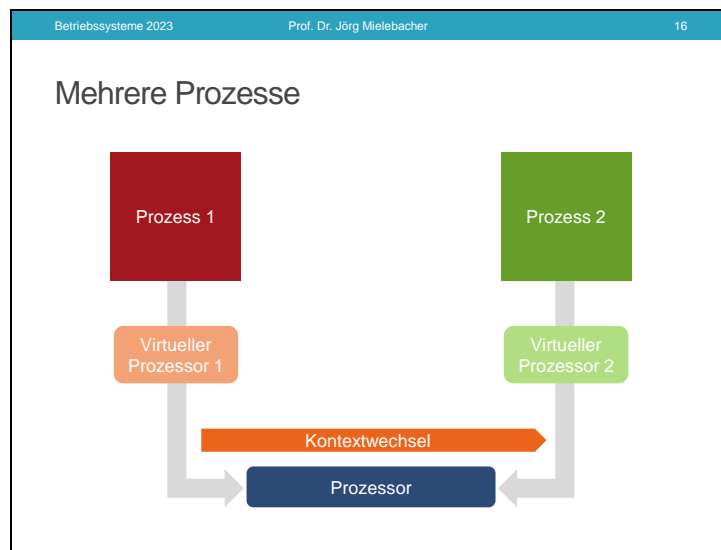 Betriebssysteme 2023 Prof. Dr. Jörg Mielebacher 16
Mehrere Prozesse
Prozess 1 Prozess 2
Virtueller
Prozessor 1
Virtueller
Prozessor 2
Kontextwechsel
Prozessor